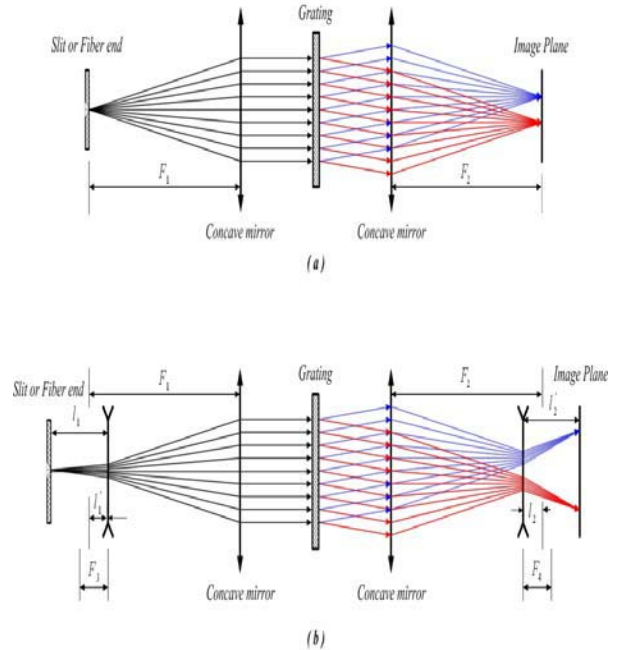 Grating
Slit or Fiber end
Image Plane
F1
F2
Concave mirror
Concave mirror
(a)
Slit or Fiber end
F1
Grating
F2
Image Plane
l1
l2'
l1'
l2
F3
F4
Concave mirror
Concave mirror
(b)